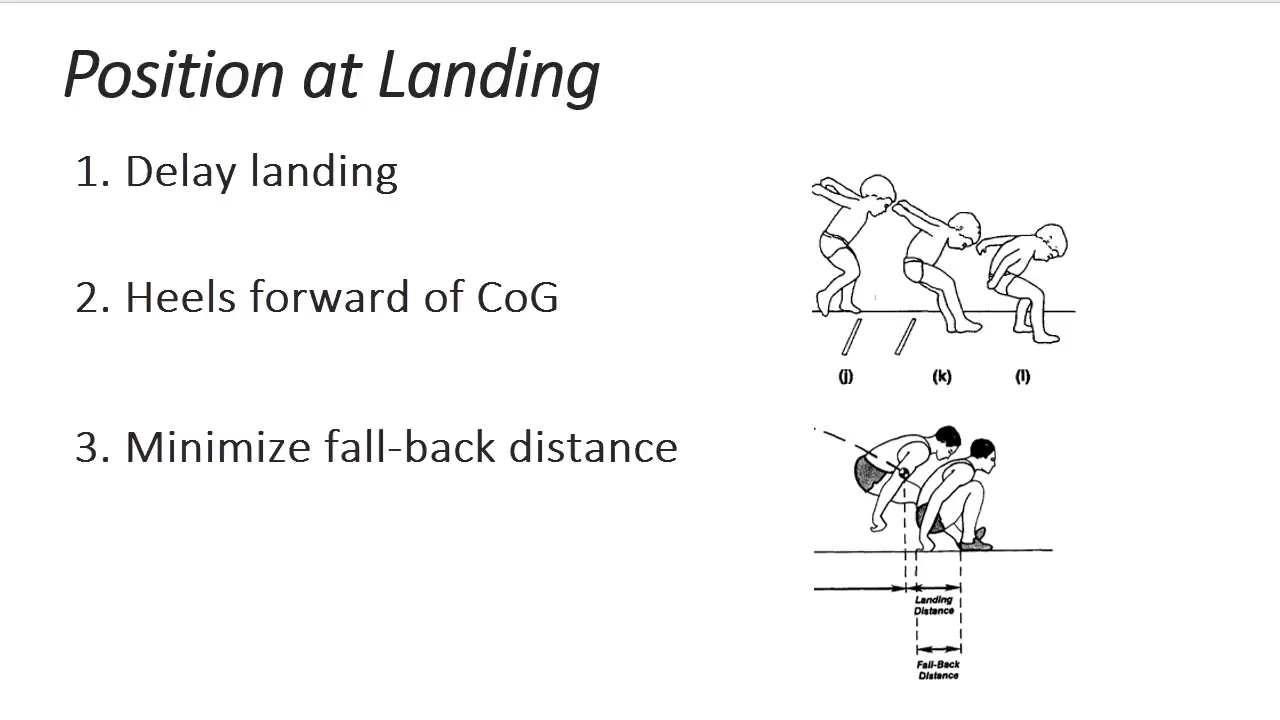 Position at Landing
1. Delay landing
2. Heels forward of CoG
3. Minimize fall-back distance
(j) (k) (l)
Landing
Distance
Fall-Back
Distance